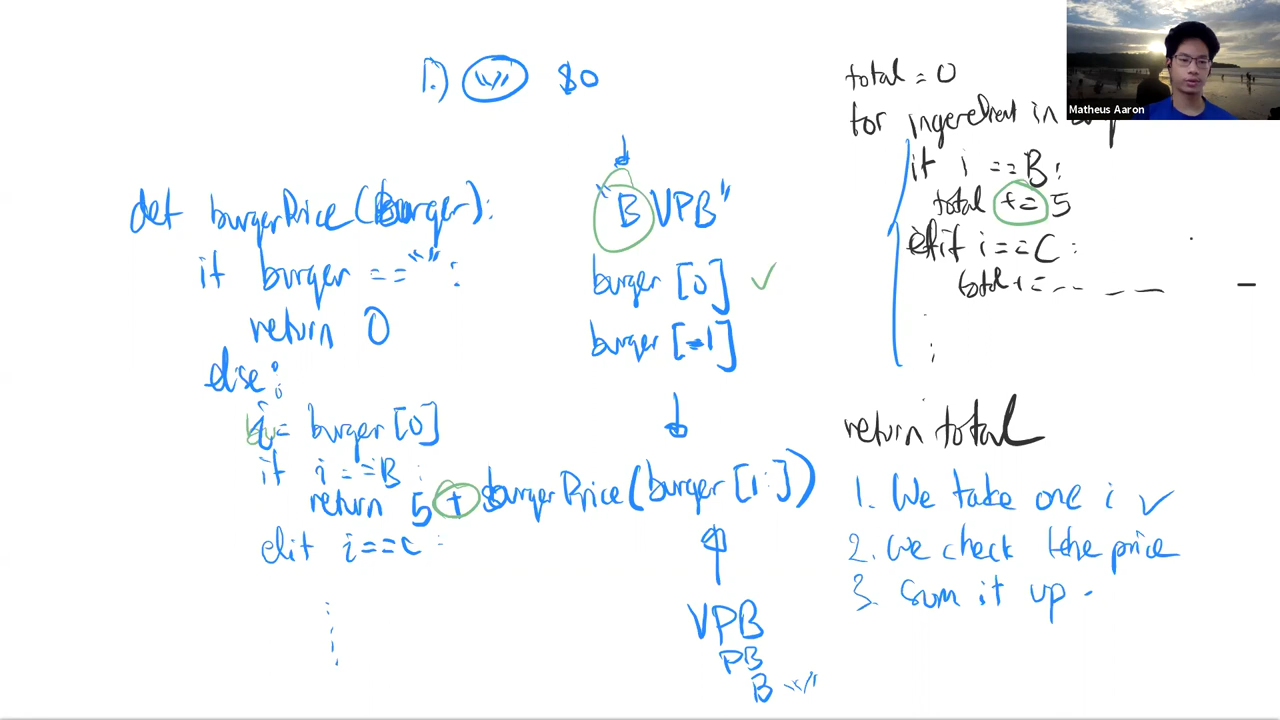 1.) "" $0
def burgerPrice(Burger):
if burger == "":
return 0
else:
i = burger [0]
if i == B :
return 5 + burgerPrice(burger [1:])
elif i==C :
"BVPB"
burger [0] ✓
burger [-1]
VPB
PB
B ""
Matheus Aaron
total = 0
for ingeredient in
if i == B:
total += 5
elif i == C :
total += -- -- --
return total
1. We take one i ✓
2. We check the price
3. Sum it up.